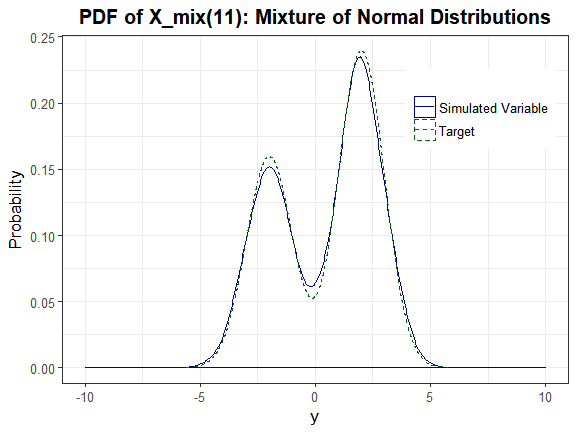 PDF of X_mix(11): Mixture of Normal Distributions
0.25
0.20
0.15
0.10
0.05
0.00
Probability
Simulated Variable
Target
-10
-5
0
5
10
y